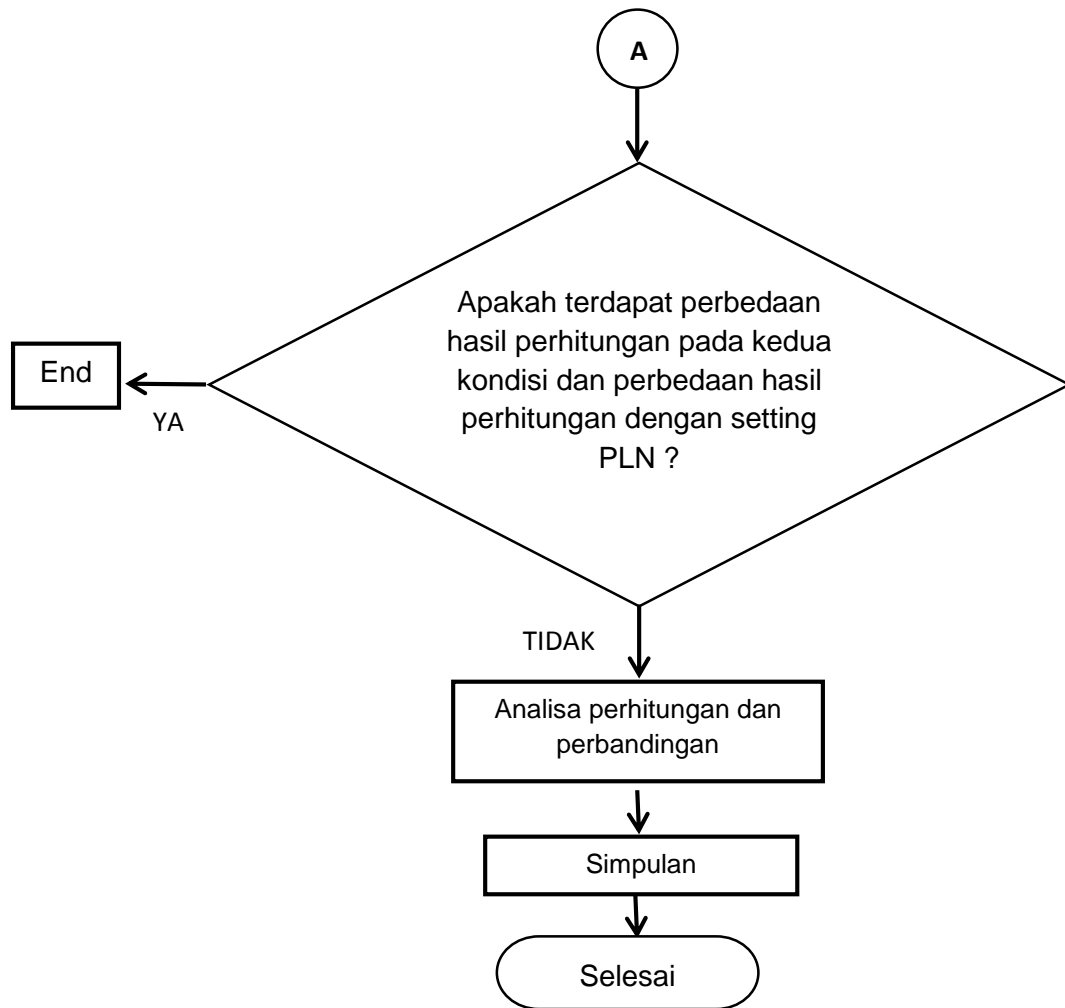 A
Apakah terdapat perbedaan
hasil perhitungan pada kedua
kondisi dan perbedaan hasil
perhitungan dengan setting
PLN ?
End
YA
TIDAK
Analisa perhitungan dan
perbandingan
Simpulan
Selesai